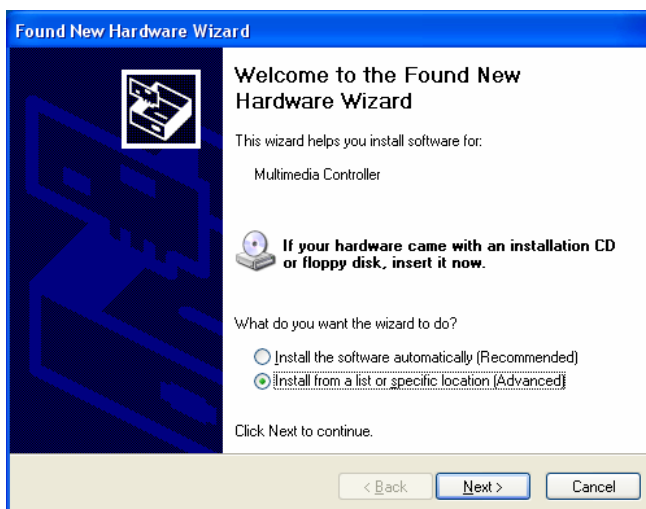 Found New Hardware Wizard
Welcome to the Found New
Hardware Wizard
This wizard helps you install software for:
Multimedia Controller
If your hardware came with an installation CD
or floppy disk, insert it now.
What do you want the wizard to do?
Install the software automatically (Recommended)
Install from a list or specific location (Advanced)
Click Next to continue.
< Back
Next >
Cancel